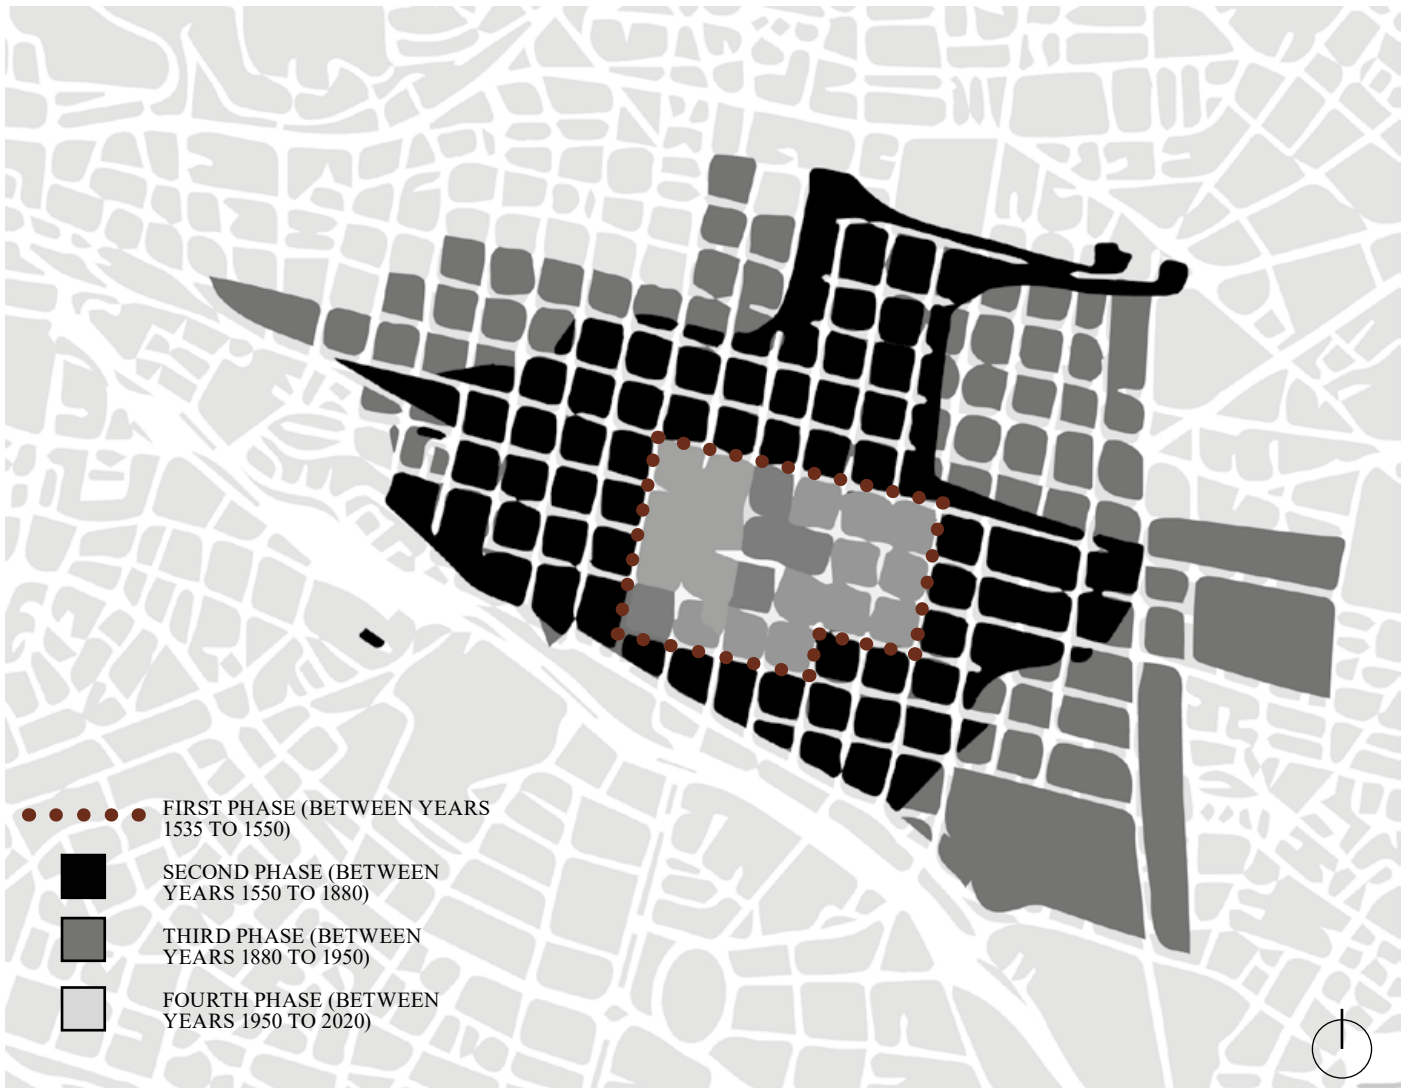 FIRST PHASE (BETWEEN YEARS
1535 TO 1550)
SECOND PHASE (BETWEEN
YEARS 1550 TO 1880)
THIRD PHASE (BETWEEN
YEARS 1880 TO 1950)
FOURTH PHASE (BETWEEN
YEARS 1950 TO 2020)